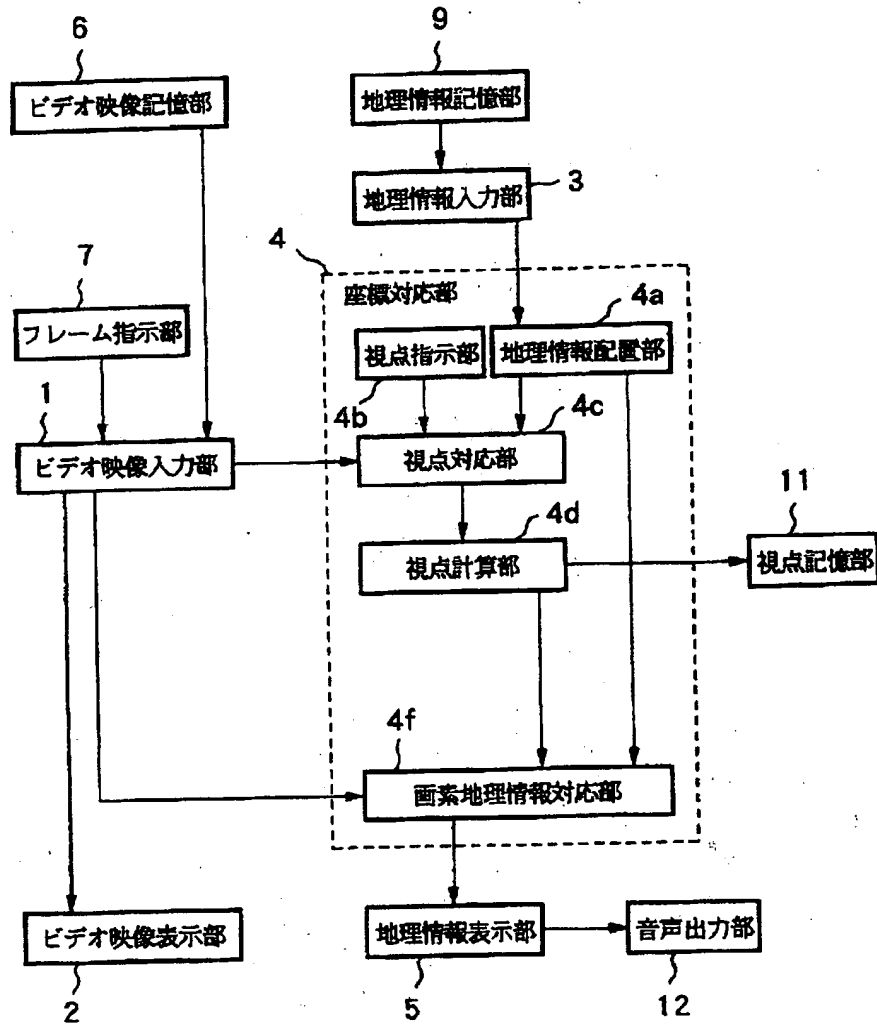 6
ビデオ映像記憶部
9
地理情報記憶部
地理情報入力部
3
4
座標対応部
7
フレーム指示部
4a
視点指示部
地理情報配置部
4b
4c
1
ビデオ映像入力部
視点対応部
4d
視点計算部
11
視点記憶部
4f
画素地理情報対応部
ビデオ映像表示部
2
地理情報表示部
5
音声出力部
12